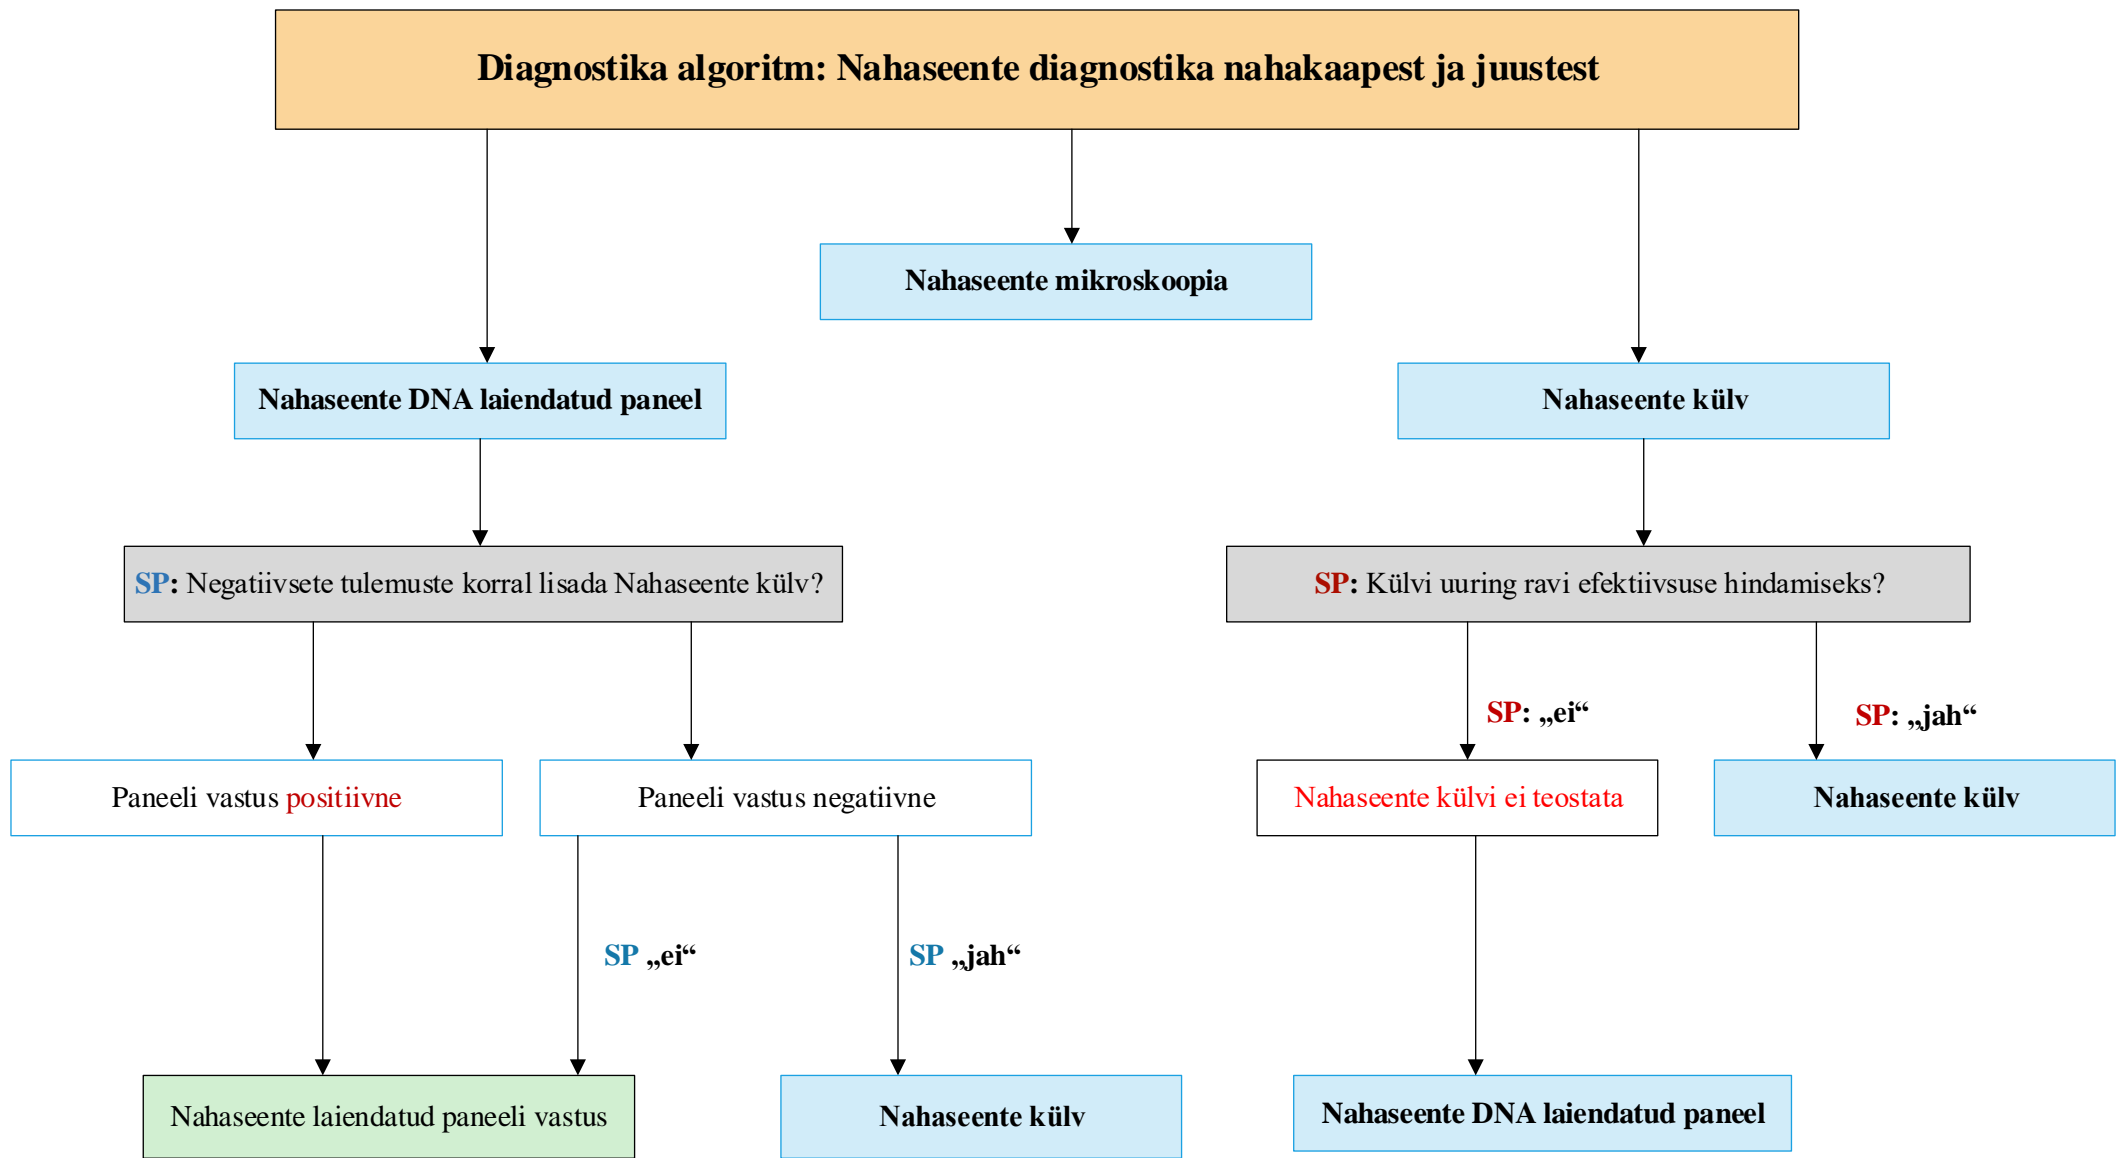 Diagnostika algoritm: Nahaseente diagnostika nahakaapest ja juustest
Nahaseente mikroskoopia
Nahaseente DNA laiendatud paneel
Nahaseente külv
SP: Negatiivsete tulemuste korral lisada Nahaseente külv?
SP: Külvi uuring ravi efektiivsuse hindamiseks?
SP: „ei“
SP: „jah“
Paneeli vastus positiivne
Paneeli vastus negatiivne
Nahaseente külvi ei teostata
Nahaseente külv
SP „ei“
SP „jah“
Nahaseente laiendatud paneeli vastus
Nahaseente külv
Nahaseente DNA laiendatud paneel